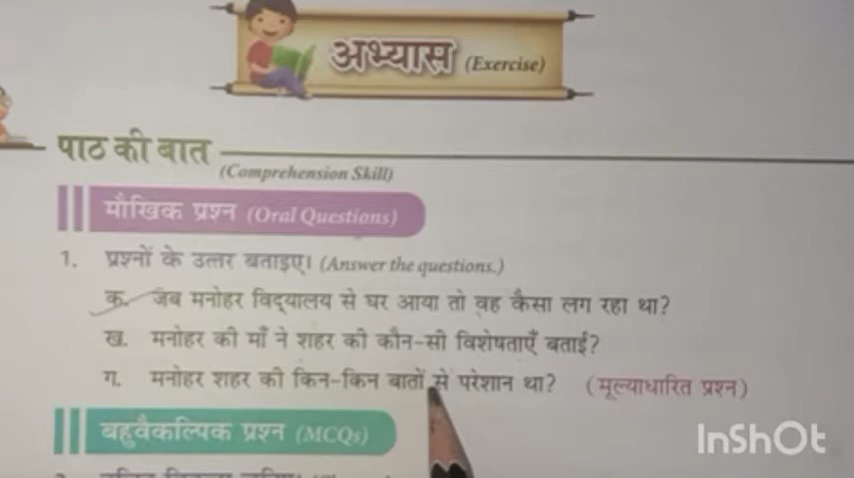 अभ्यास (Exercise)
पाठ की बात
(Comprehension Skill)
मौखिक प्रश्न (Oral Questions)
1. प्रश्नों के उत्तर बताइए। (Answer the questions.)
क. जब मनोहर विद्यालय से घर आया तो वह कैसा लग रहा था?
ख. मनोहर की माँ ने शहर की कौन-सी विशेषताएँ बताईं?
ग. मनोहर शहर की किन-किन बातों से परेशान था? (मूल्याधारित प्रश्न)
बहुवैकल्पिक प्रश्न (MCQs)
InShOt